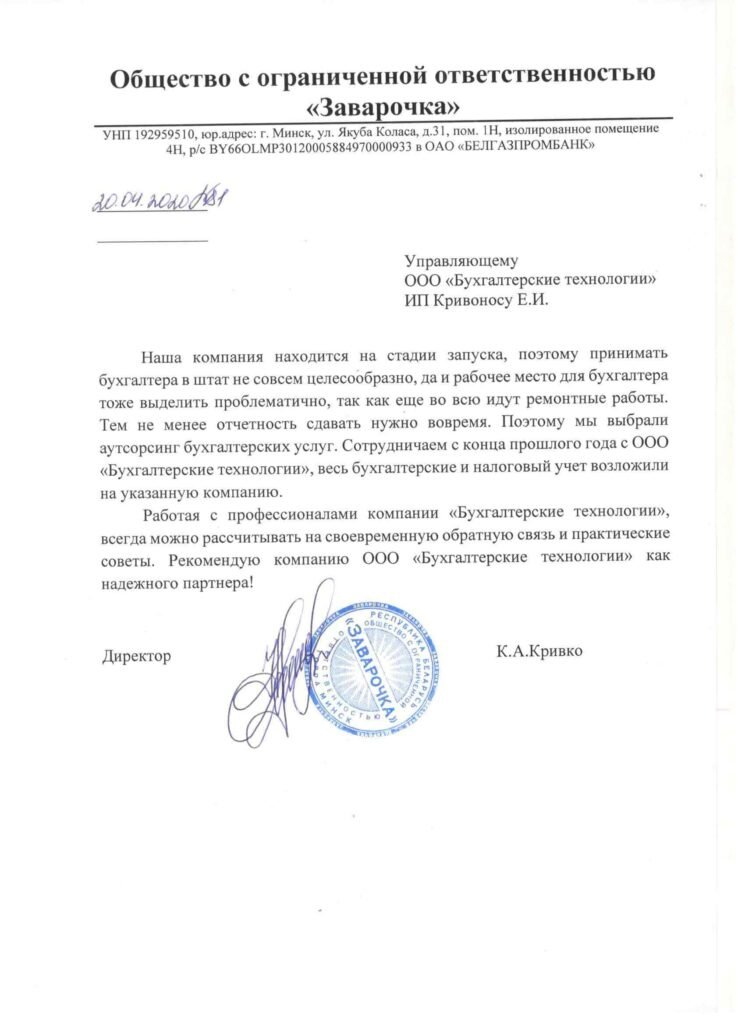 Общество с ограниченной ответственностью
«Заварочка»
УНП 192959510, юр.адрес: г. Минск, ул. Якуба Коласа, д.31, пом. 1Н, изолированное помещение
4Н, р/с BY66OLMP30120005884970000933 в ОАО «БЕЛГАЗПРОМБАНК»
20.04.2020 №31
Управляющему
ООО «Бухгалтерские технологии»
ИП Кривоносу Е.И.
Наша компания находится на стадии запуска, поэтому принимать
бухгалтера в штат не совсем целесообразно, да и рабочее место для бухгалтера
тоже выделить проблематично, так как еще во всю идут ремонтные работы.
Тем не менее отчетность сдавать нужно вовремя. Поэтому мы выбрали
аутсорсинг бухгалтерских услуг. Сотрудничаем с конца прошлого года с ООО
«Бухгалтерские технологии», весь бухгалтерские и налоговый учет возложили
на указанную компанию.
Работая с профессионалами компании «Бухгалтерские технологии»,
всегда можно рассчитывать на своевременную обратную связь и практические
советы. Рекомендую компанию ООО «Бухгалтерские технологии» как
надежного партнера!
Директор
К.А.Кривко
ЗАВАРОЧКА
РЕСПУБЛИКА БЕЛАРУСЬ
ОБЩЕСТВО С ОГРАНИЧЕННОЙ
ОТВЕТСТВЕННОСТЬЮ
ГОРОД МИНСК
«ЗАВАРОЧКА»